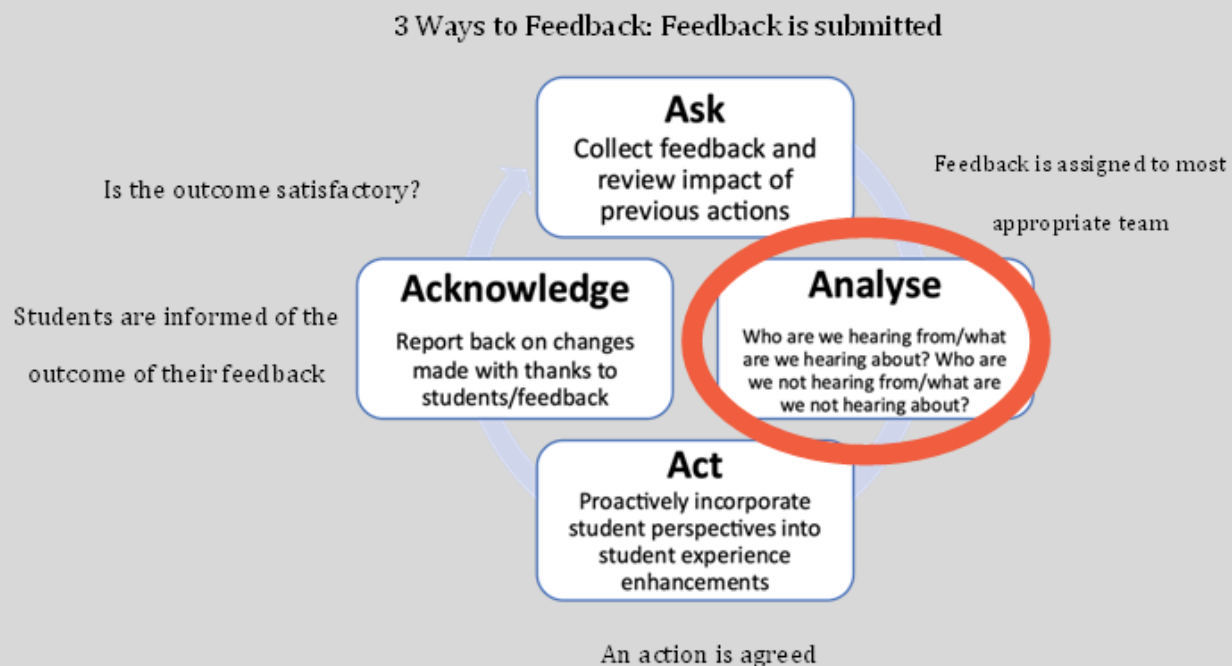 3 Ways to Feedback: Feedback is submitted
Ask
Collect feedback and
review impact of
previous actions
Feedback is assigned to most
appropriate team
Is the outcome satisfactory?
Analyse
Who are we hearing from/what
are we hearing about? Who are
we not hearing from/what are
we not hearing about?
Acknowledge
Report back on changes
made with thanks to
students/feedback
Students are informed of the
outcome of their feedback
Act
Proactively incorporate
student perspectives into
student experience
enhancements
An action is agreed